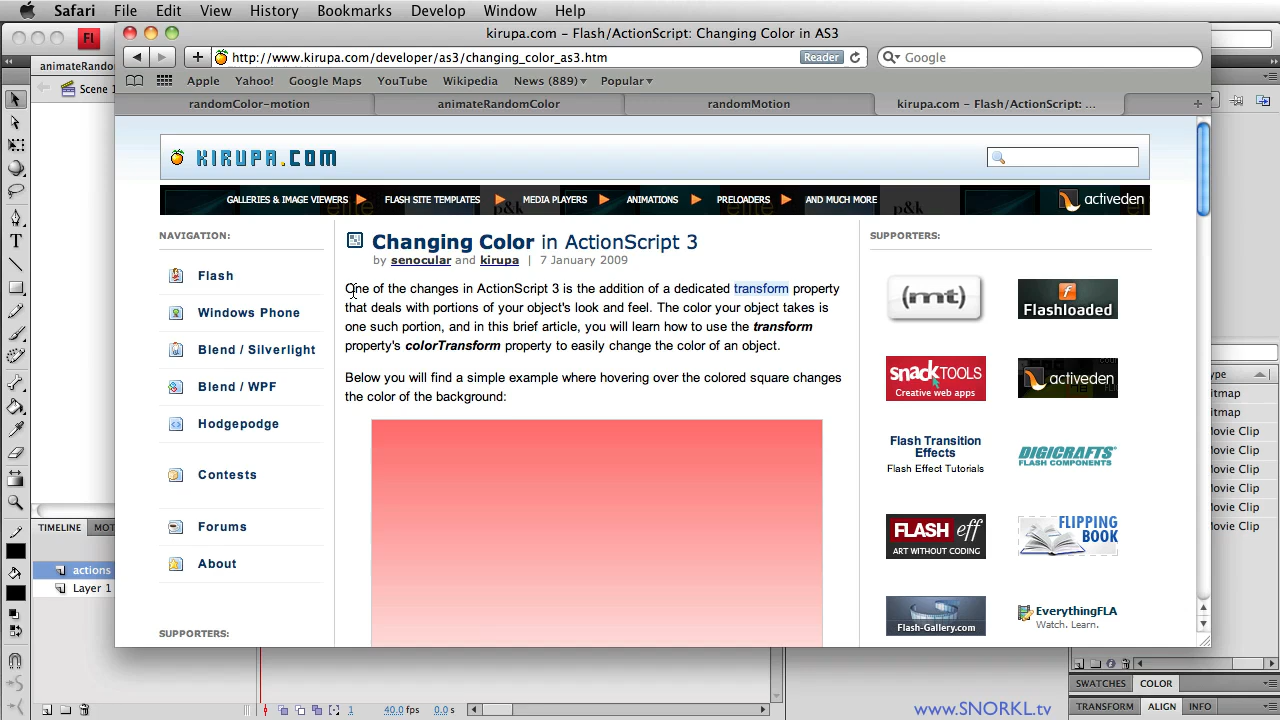 Safari File Edit View History Bookmarks Develop Window Help
kirupa.com – Flash/ActionScript: Changing Color in AS3
Fl
http://www.kirupa.com/developer/as3/changing_color_as3.htm
Reader
Google
animateRando
Scene 1
Apple Yahoo! Google Maps YouTube Wikipedia News (889) Popular
randomColor-motion animateRandomColor randomMotion kirupa.com – Flash/ActionScript: ...
KIRUPA.COM
GALLERIES & IMAGE VIEWERS FLASH SITE TEMPLATES MEDIA PLAYERS ANIMATIONS PRELOADERS AND MUCH MORE
p&k p&k
activeden
NAVIGATION:
Flash
Windows Phone
Blend / Silverlight
Blend / WPF
Hodgepodge
Contests
Forums
About
SUPPORTERS:
Changing Color in ActionScript 3
by senocular and kirupa | 7 January 2009
One of the changes in ActionScript 3 is the addition of a dedicated transform property
that deals with portions of your object's look and feel. The color your object takes is
one such portion, and in this brief article, you will learn how to use the transform
property's colorTransform property to easily change the color of an object.
Below you will find a simple example where hovering over the colored square changes
the color of the background:
SUPPORTERS:
(mt)
Flashloaded
snackTOOLS
Creative web apps
activeden
Flash Transition
Effects
Flash Effect Tutorials
DIGICRAFTS
FLASH COMPONENTS
FLASH eff
ART WITHOUT CODING
FLIPPING
BOOK
Flash-Gallery.com
EverythingFLA
Watch. Learn.
ype
itmap
itmap
Movie Clip
Movie Clip
Movie Clip
Movie Clip
Movie Clip
Movie Clip
TIMELINE MOT
actions
Layer 1
1 40.0 fps 0.0 s
SWATCHES COLOR
TRANSFORM ALIGN INFO
www.SNORKL.tv